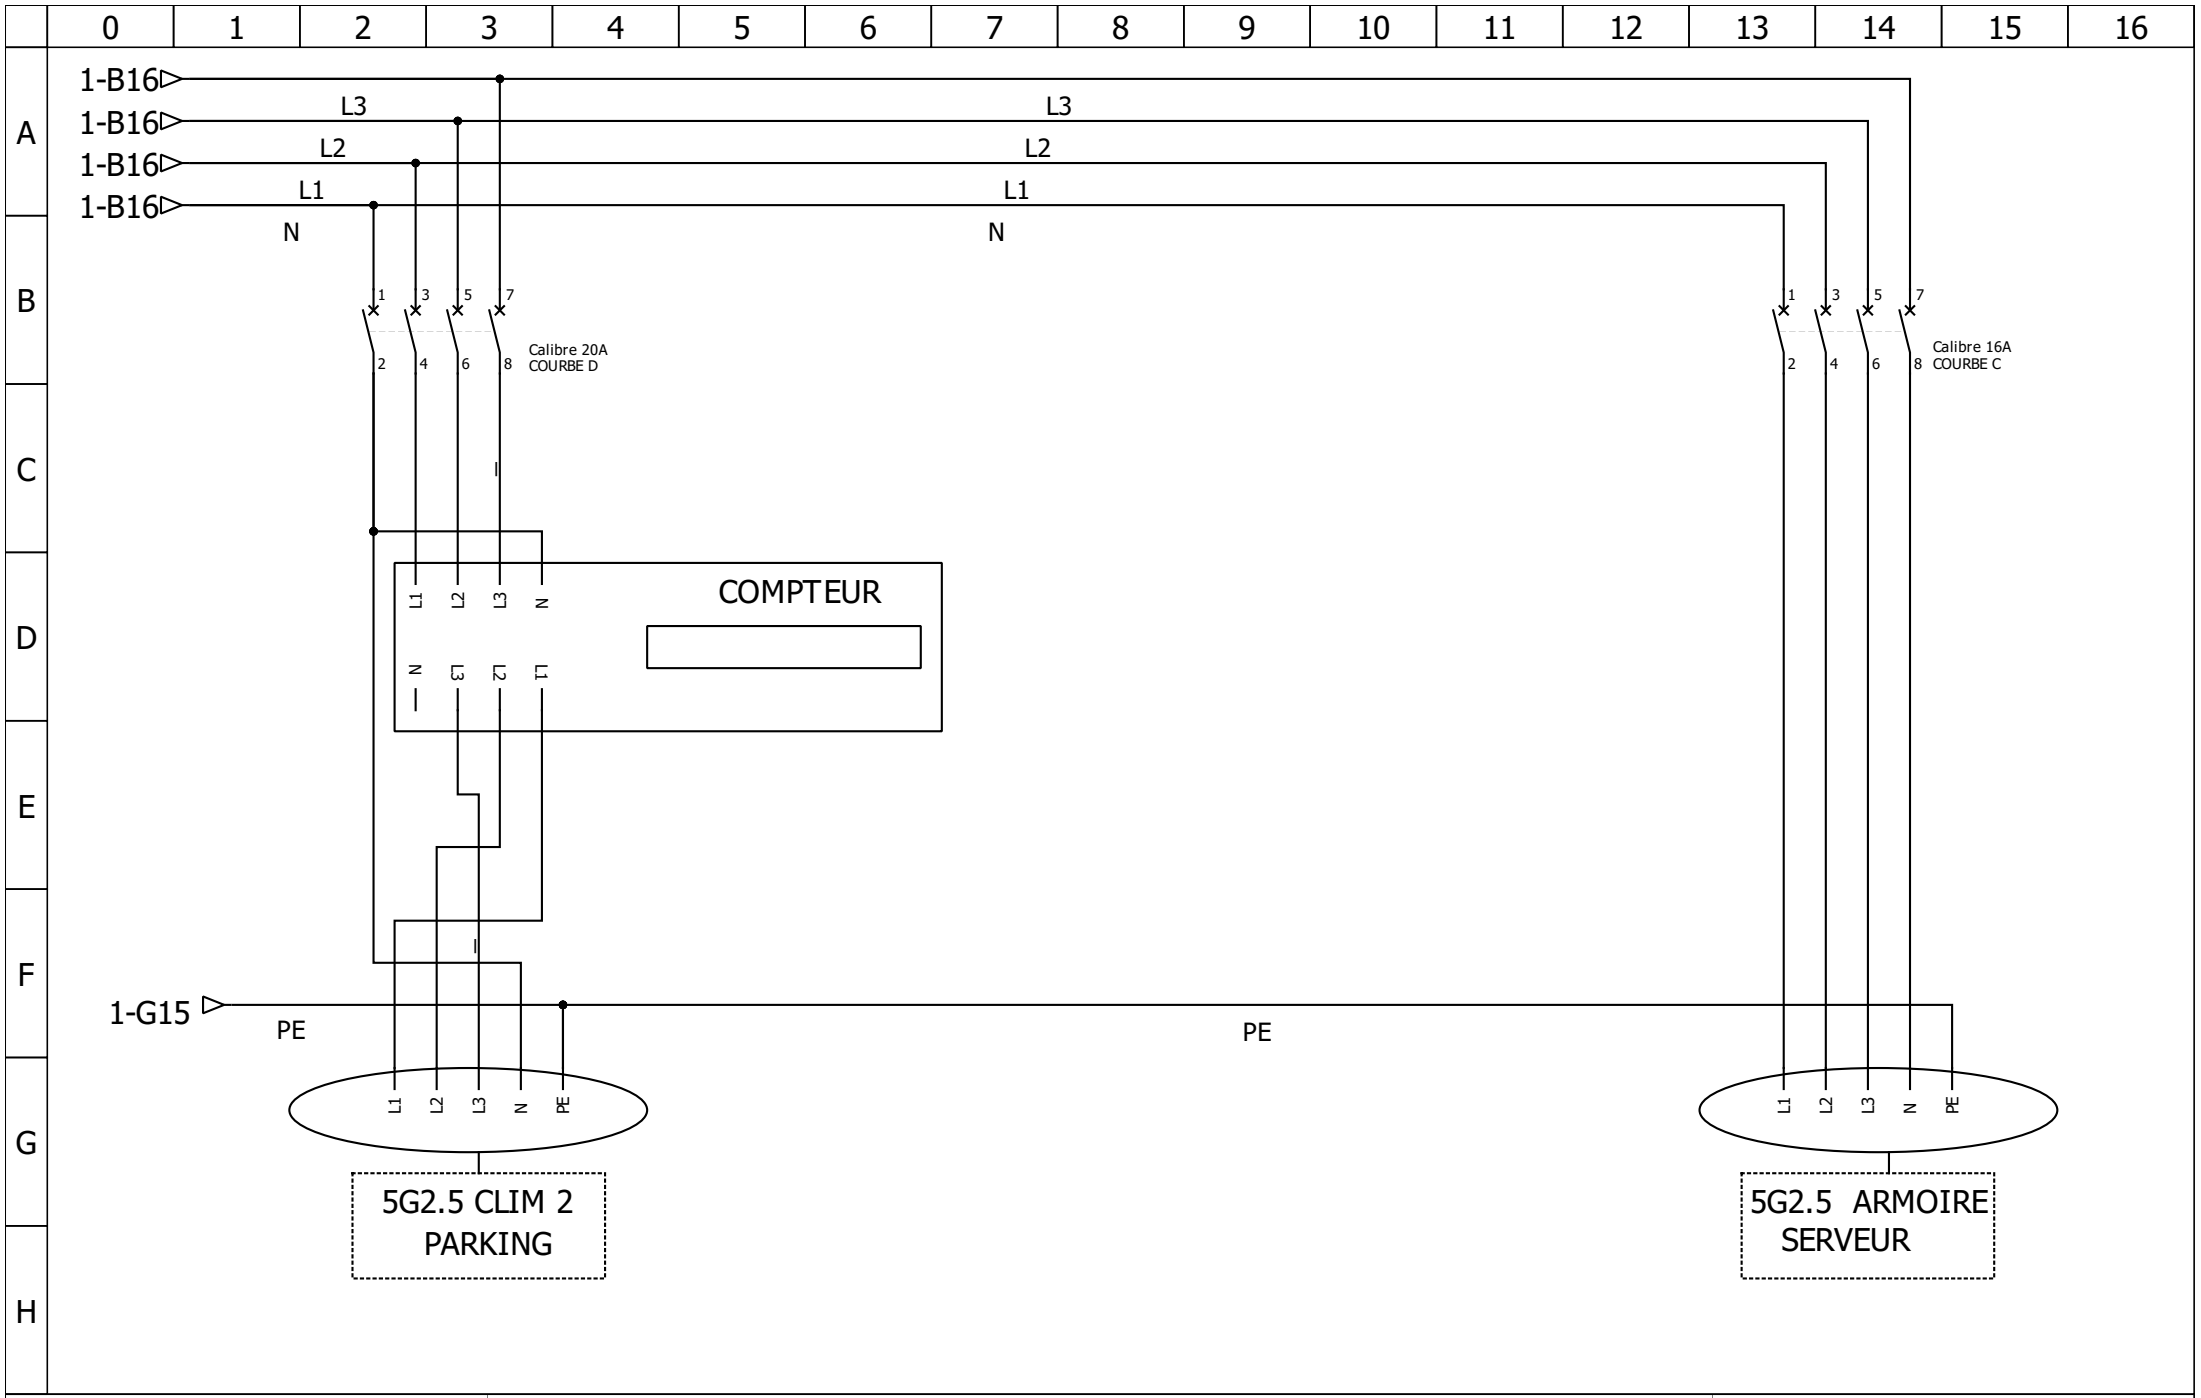 0 1 2 3 4 5 6 7 8 9 10 11 12 13 14 15 16
1-B16
L3 L3
A
1-B16
L2 L2
1-B16
L1 L1
1-B16
N N
B
1 3 5 7 1 3 5 7
Calibre 20A
COURBE D
Calibre 16A
COURBE C
2 4 6 8 2 4 6 8
C
COMPTEUR
L1 L2 L3 N
D
N L3 L2 L1
E
F
1-G15
PE PE
L1 L2 L3 N PE L1 L2 L3 N PE
G
5G2.5 CLIM 2
PARKING
5G2.5 ARMOIRE
SERVEUR
H